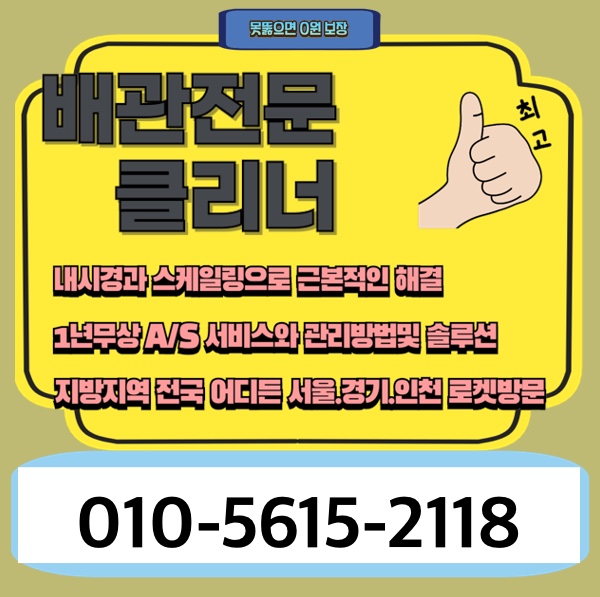 못뚫으면 0원 보장
배관전문
클리너
최고
내시경과 스케일링으로 근본적인 해결
1년무상 A/S 서비스와 관리방법및 솔루션
지방지역 전국 어디든 서울.경기.인천 로켓방문
010-5615-2118